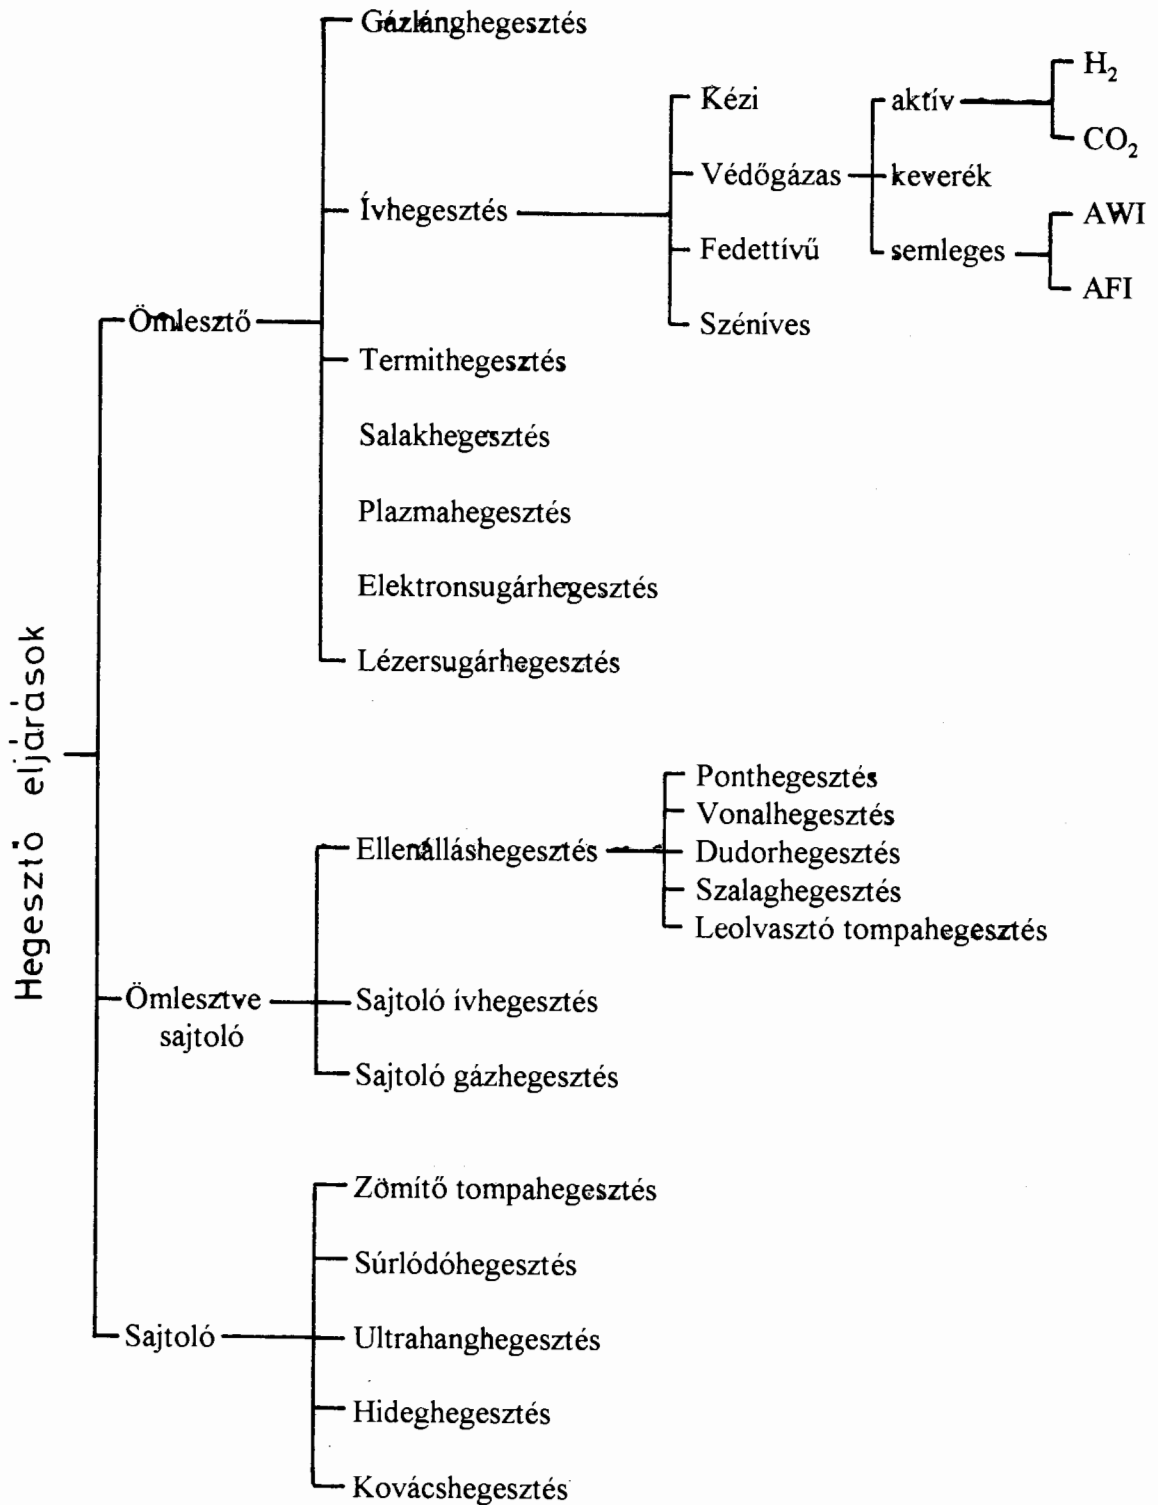 Hegesztő eljárások
Ömlesztő
Gázlánghegesztés
Ívhegesztés
Kézi
Védőgázas
aktív
H₂
CO₂
keverék
semleges
AWI
AFI
Fedettívű
Széníves
Termithegesztés
Salakhegesztés
Plazmahegesztés
Elektronsugárhegesztés
Lézersugárhegesztés
Ömlesztve
sajtoló
Ellenálláshegesztés
Ponthegesztés
Vonalhegesztés
Dudorhegesztés
Szalaghegesztés
Leolvasztó tompahegesztés
Sajtoló ívhegesztés
Sajtoló gázhegesztés
Sajtoló
Zömítő tompahegesztés
Súrlódóhegesztés
Ultrahanghegesztés
Hideghegesztés
Kovácshegesztés